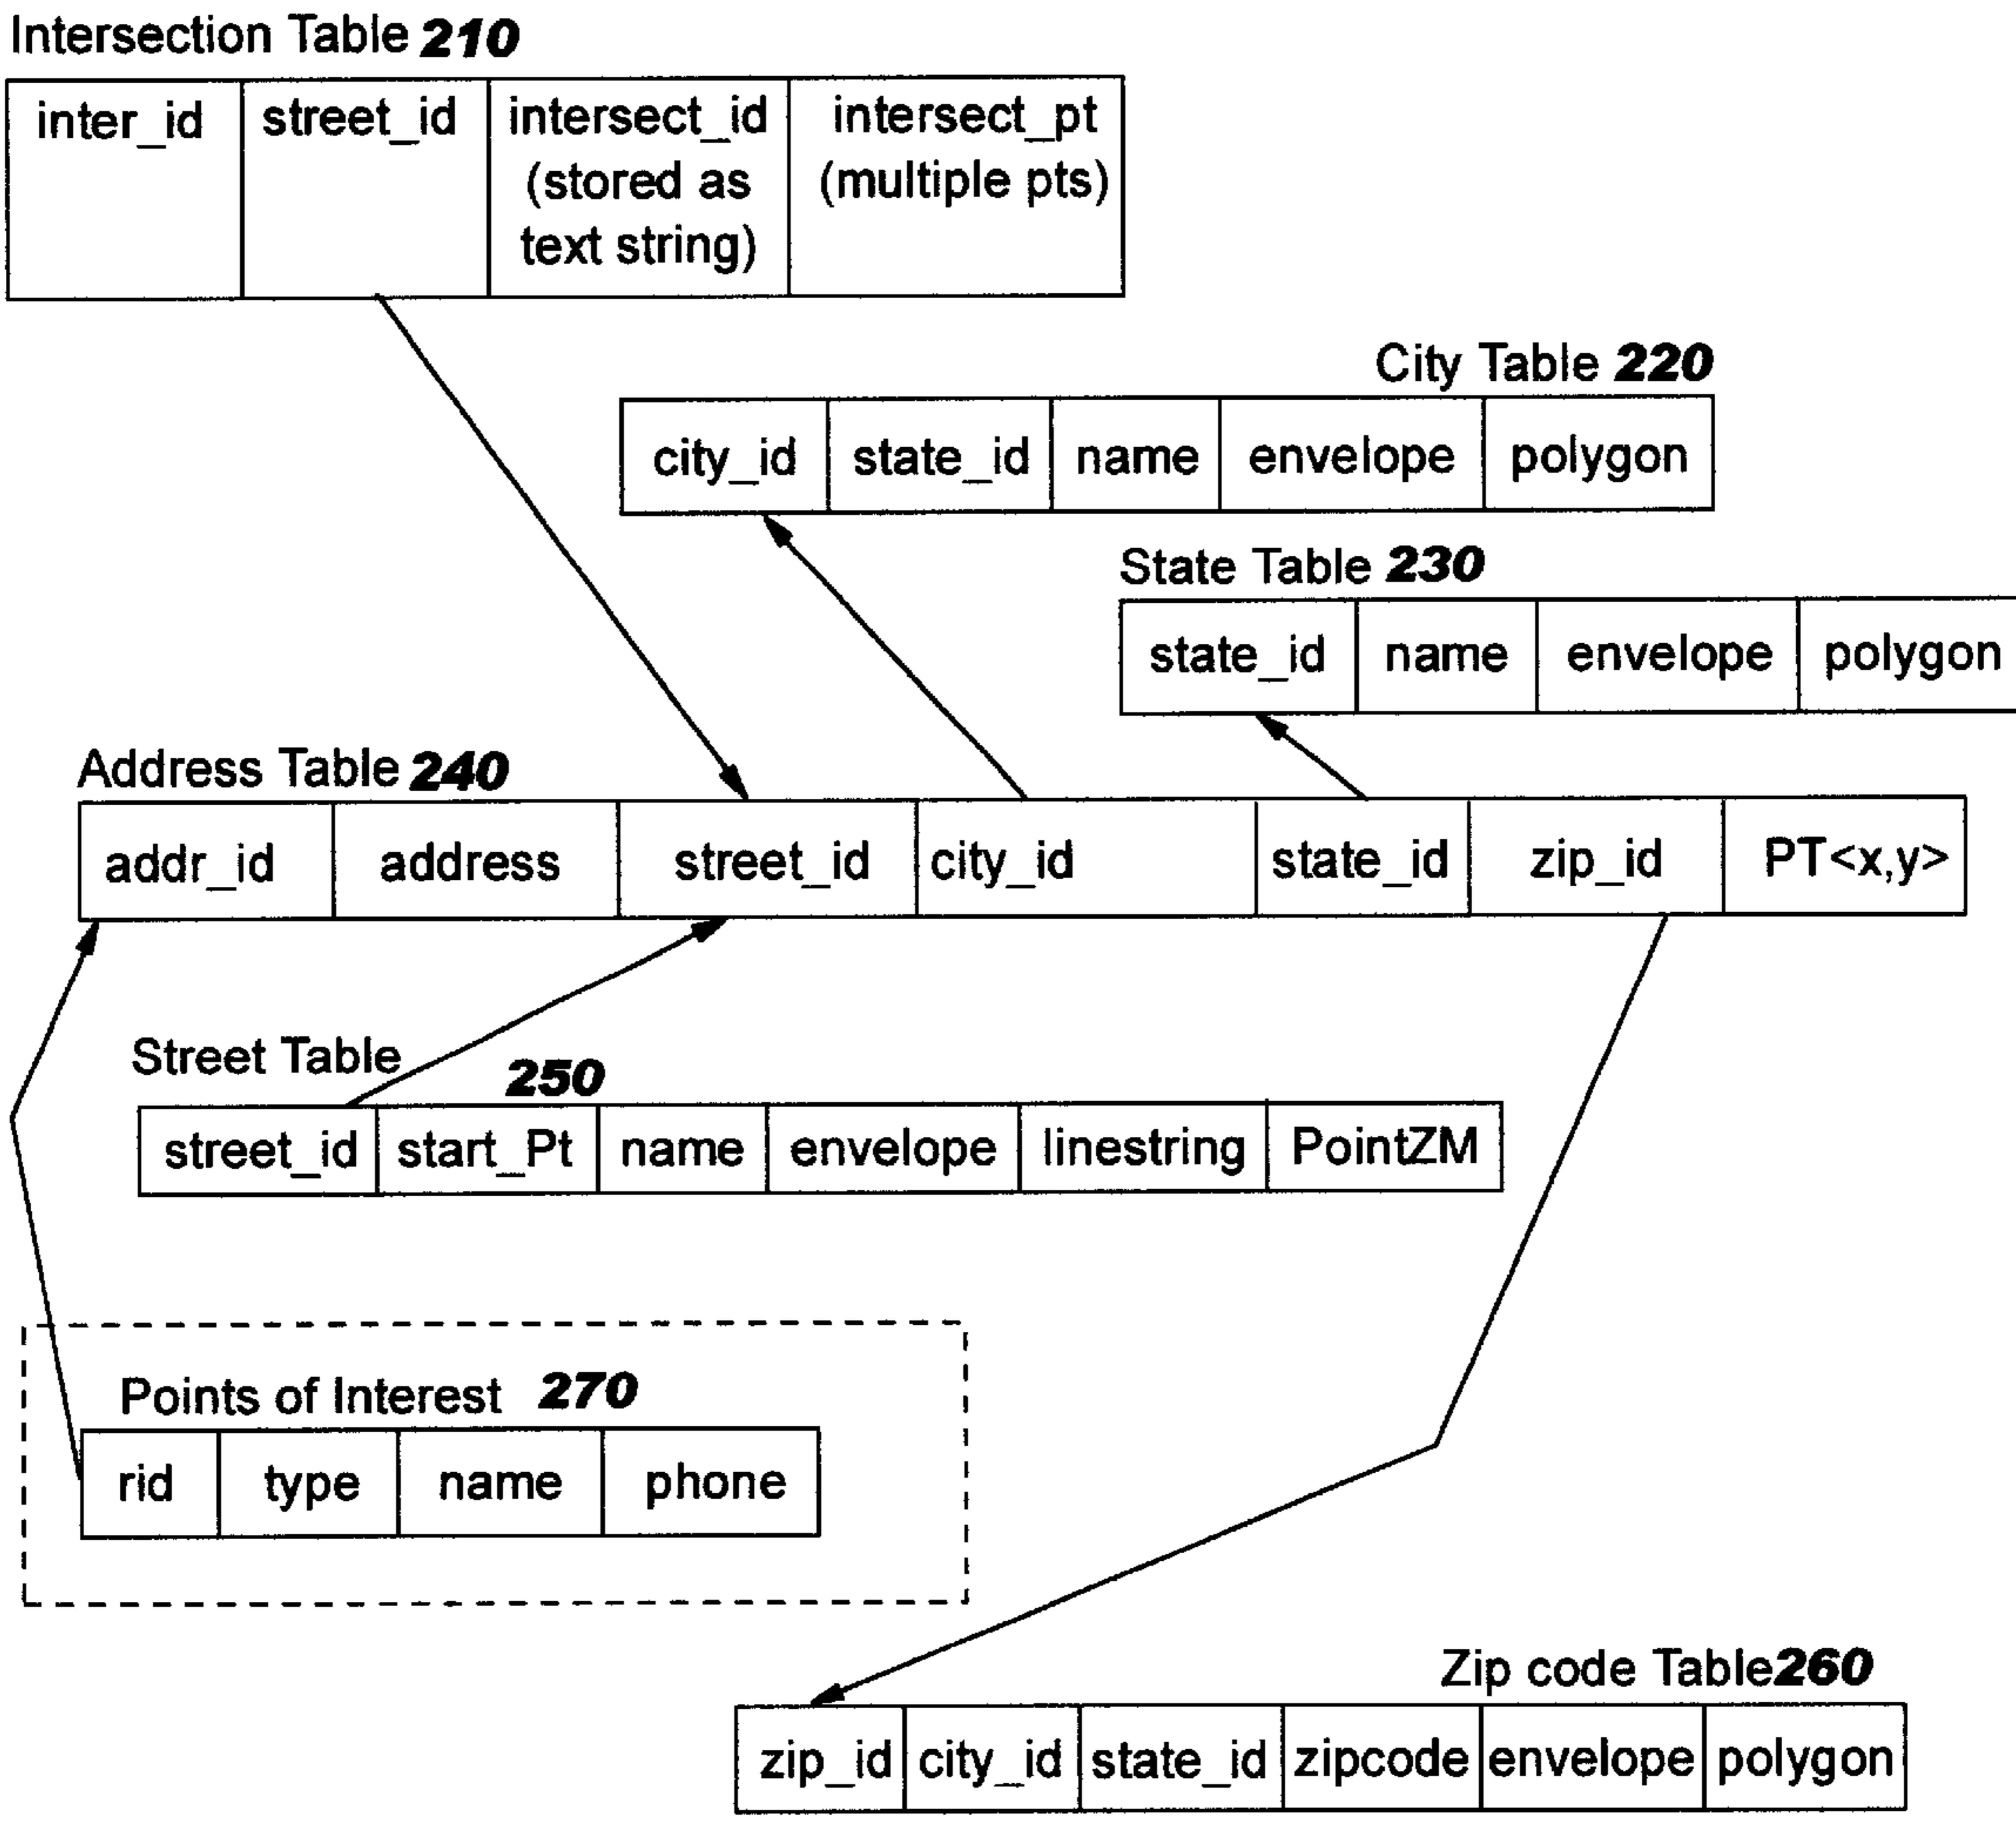 Intersection Table 210
inter_id street_id intersect_id intersect_pt
(stored as (multiple pts)
text string)
City Table 220
city_id state_id name envelope polygon
State Table 230
state_id name envelope polygon
Address Table 240
addr_id address street_id city_id state_id zip_id PT<x,y>
Street Table 250
street_id start_Pt name envelope linestring PointZM
Points of Interest 270
rid type name phone
Zip code Table 260
zip_id city_id state_id zipcode envelope polygon